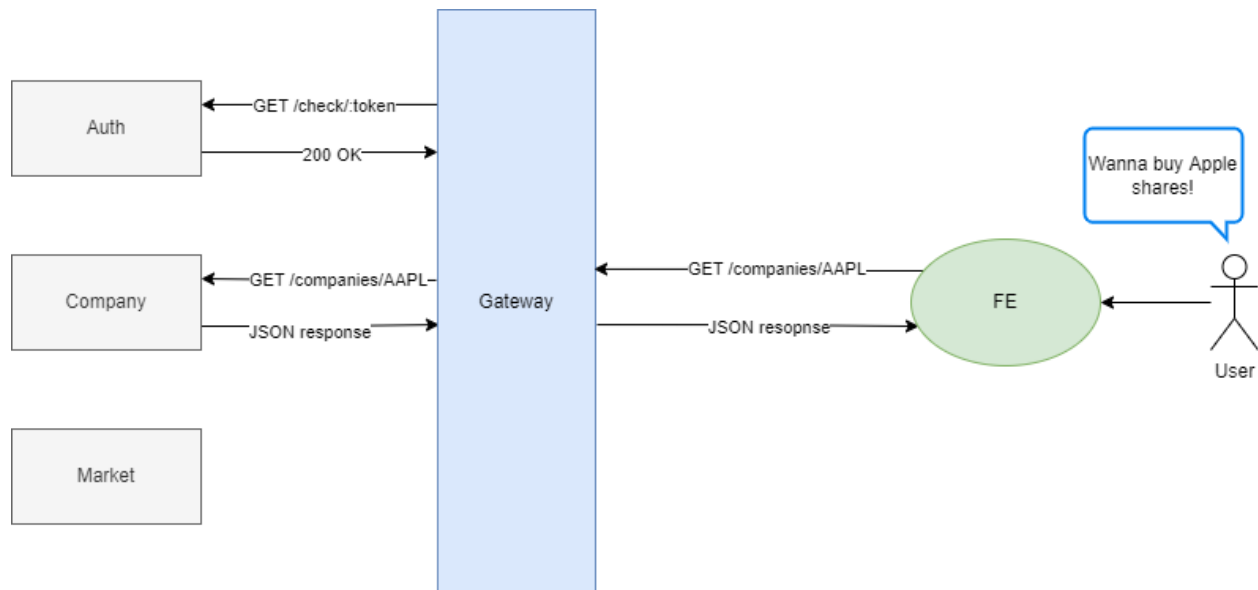 Auth
GET /check/:token
200 OK
Company
GET /companies/AAPL
JSON response
Market
Gateway
GET /companies/AAPL
JSON resopnse
FE
Wanna buy Apple
shares!
User